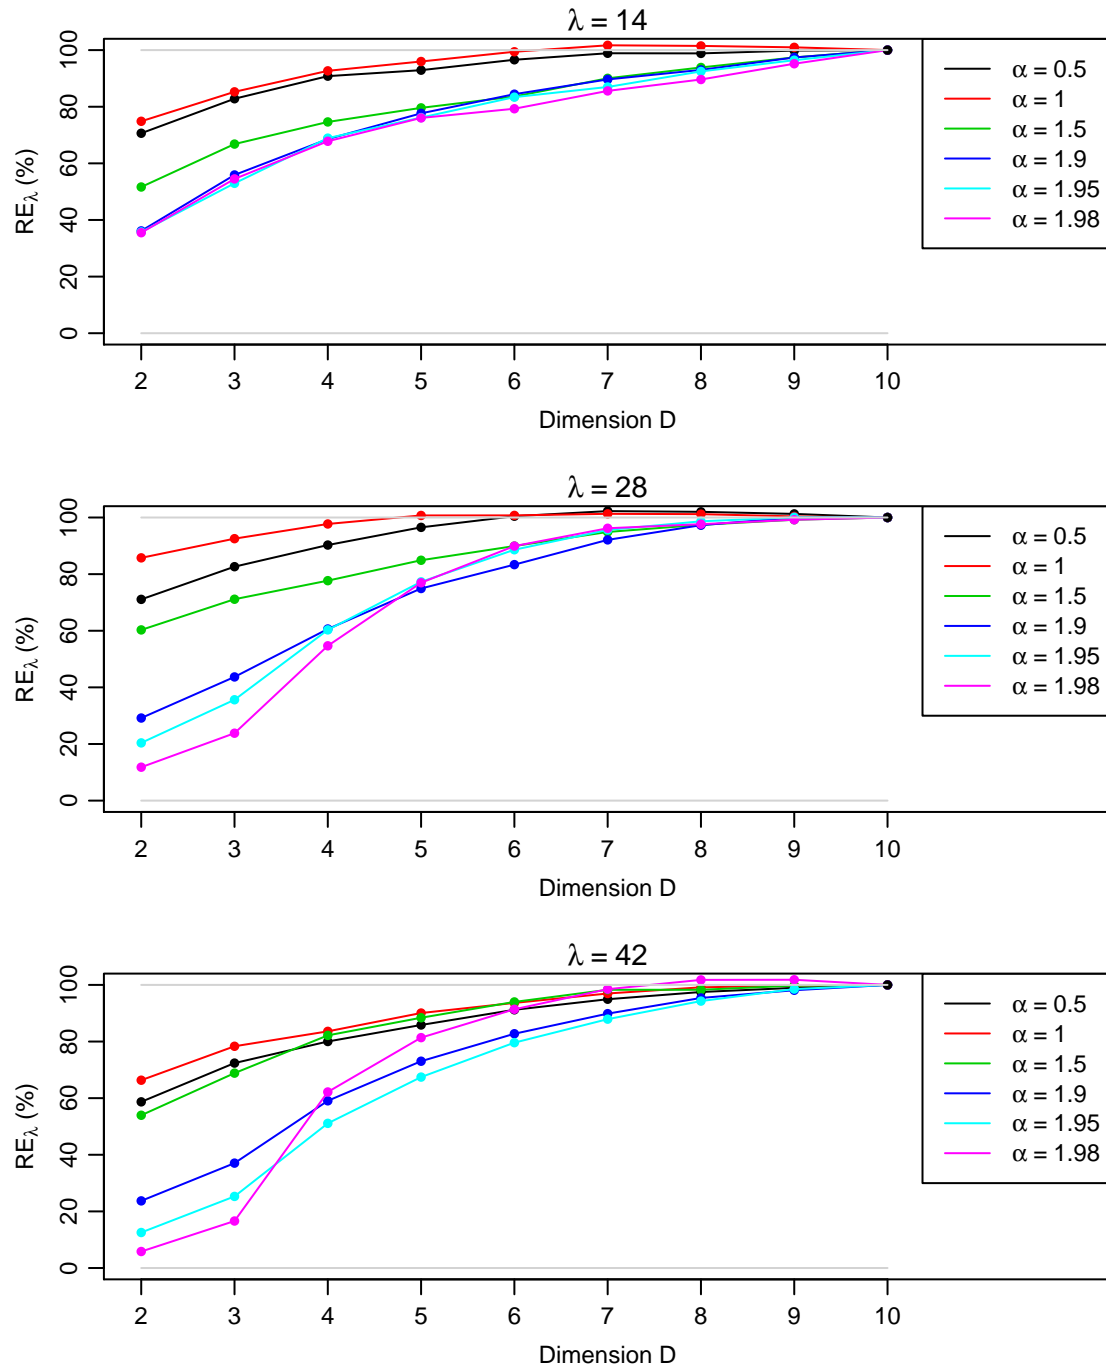 λ = 14
RE_λ (%)
100
80
60
40
20
0
2 3 4 5 6 7 8 9 10
Dimension D
α = 0.5
α = 1
α = 1.5
α = 1.9
α = 1.95
α = 1.98
λ = 28
RE_λ (%)
100
80
60
40
20
0
2 3 4 5 6 7 8 9 10
Dimension D
α = 0.5
α = 1
α = 1.5
α = 1.9
α = 1.95
α = 1.98
λ = 42
RE_λ (%)
100
80
60
40
20
0
2 3 4 5 6 7 8 9 10
Dimension D
α = 0.5
α = 1
α = 1.5
α = 1.9
α = 1.95
α = 1.98